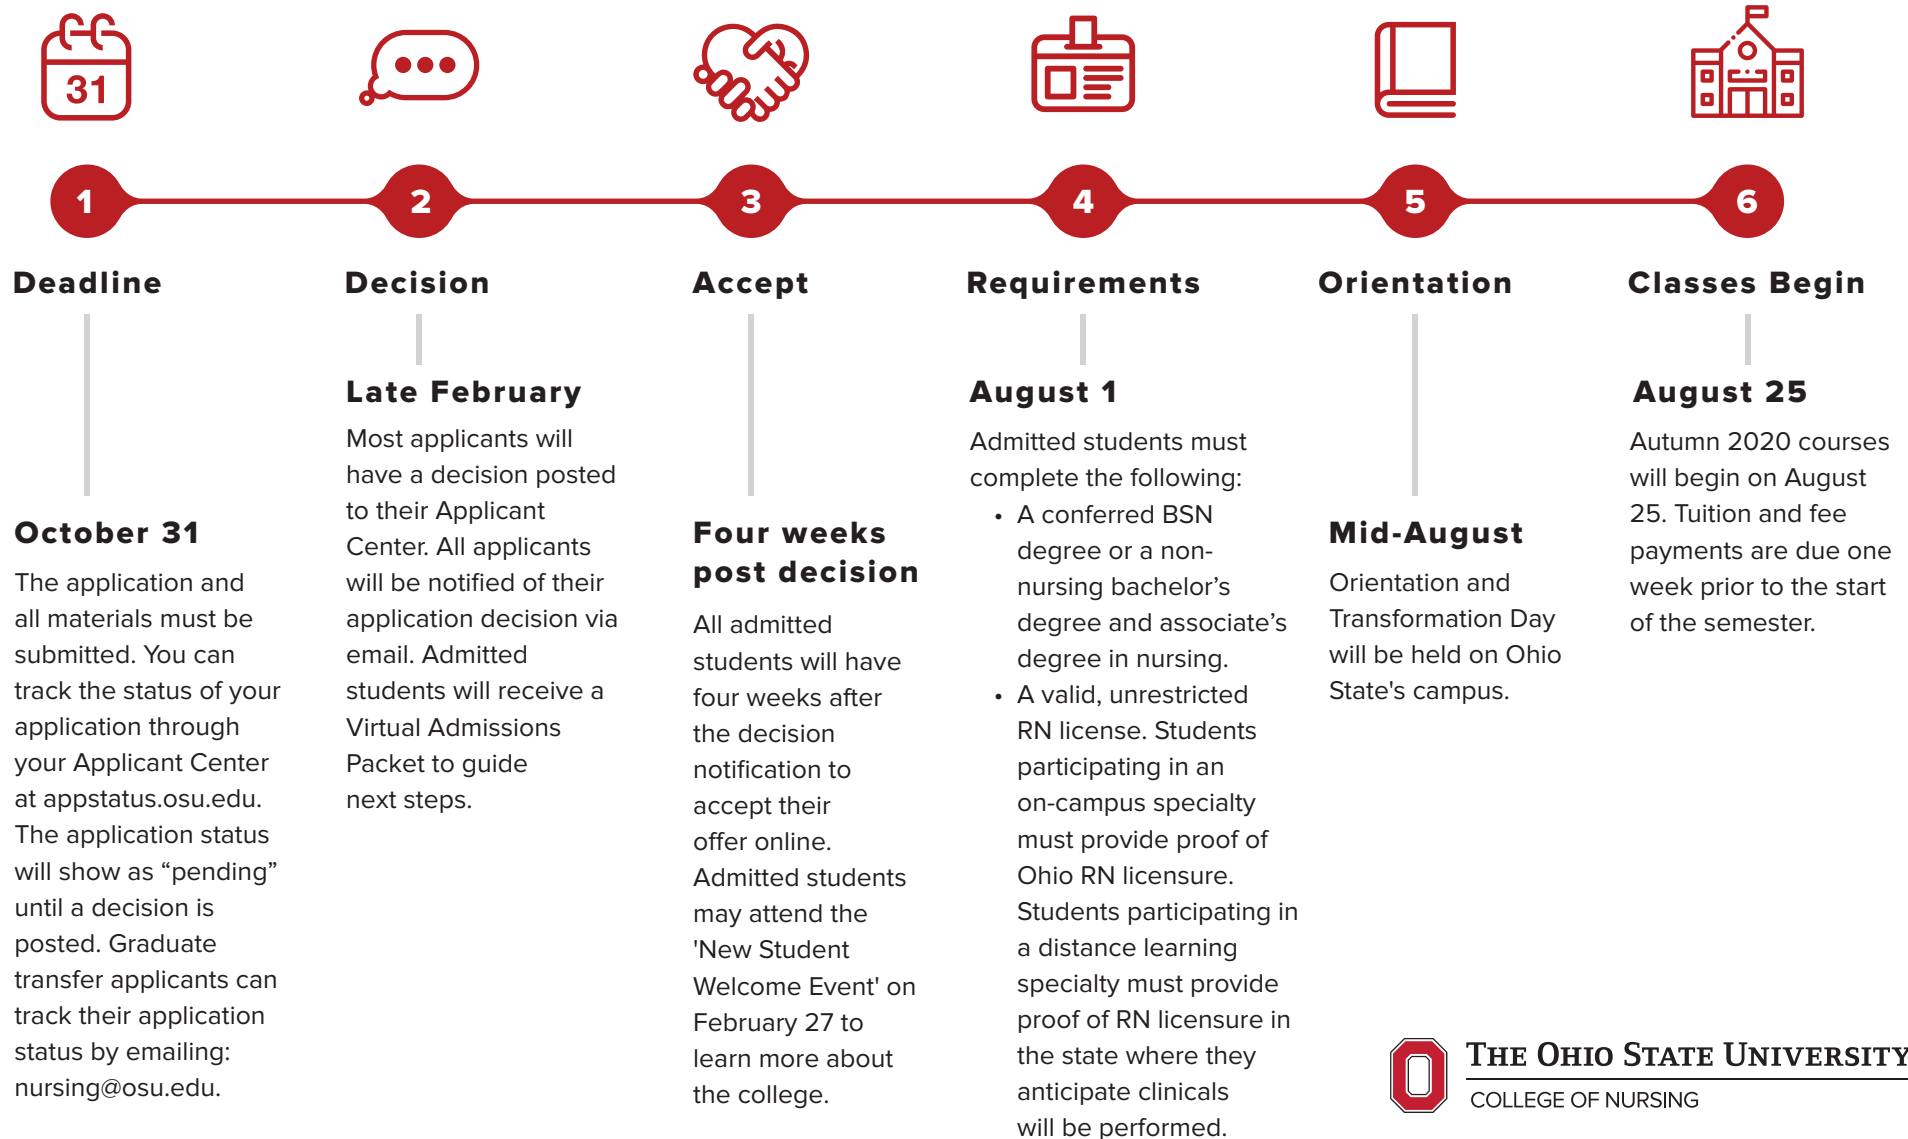 31
1
2
3
4
5
6
Deadline
October 31
The application and
all materials must be
submitted. You can
track the status of your
application through
your Applicant Center
at appstatus.osu.edu.
The application status
will show as “pending”
until a decision is
posted. Graduate
transfer applicants can
track their application
status by emailing:
nursing@osu.edu.
Decision
Late February
Most applicants will
have a decision posted
to their Applicant
Center. All applicants
will be notified of their
application decision via
email. Admitted
students will receive a
Virtual Admissions
Packet to guide
next steps.
Accept
Four weeks
post decision
All admitted
students will have
four weeks after
the decision
notification to
accept their
offer online.
Admitted students
may attend the
'New Student
Welcome Event' on
February 27 to
learn more about
the college.
Requirements
August 1
Admitted students must
complete the following:
• A conferred BSN
degree or a non-
nursing bachelor’s
degree and associate’s
degree in nursing.
• A valid, unrestricted
RN license. Students
participating in an
on-campus specialty
must provide proof of
Ohio RN licensure.
Students participating in
a distance learning
specialty must provide
proof of RN licensure in
the state where they
anticipate clinicals
will be performed.
Orientation
Mid-August
Orientation and
Transformation Day
will be held on Ohio
State's campus.
Classes Begin
August 25
Autumn 2020 courses
will begin on August
25. Tuition and fee
payments are due one
week prior to the start
of the semester.
THE OHIO STATE UNIVERSITY
COLLEGE OF NURSING